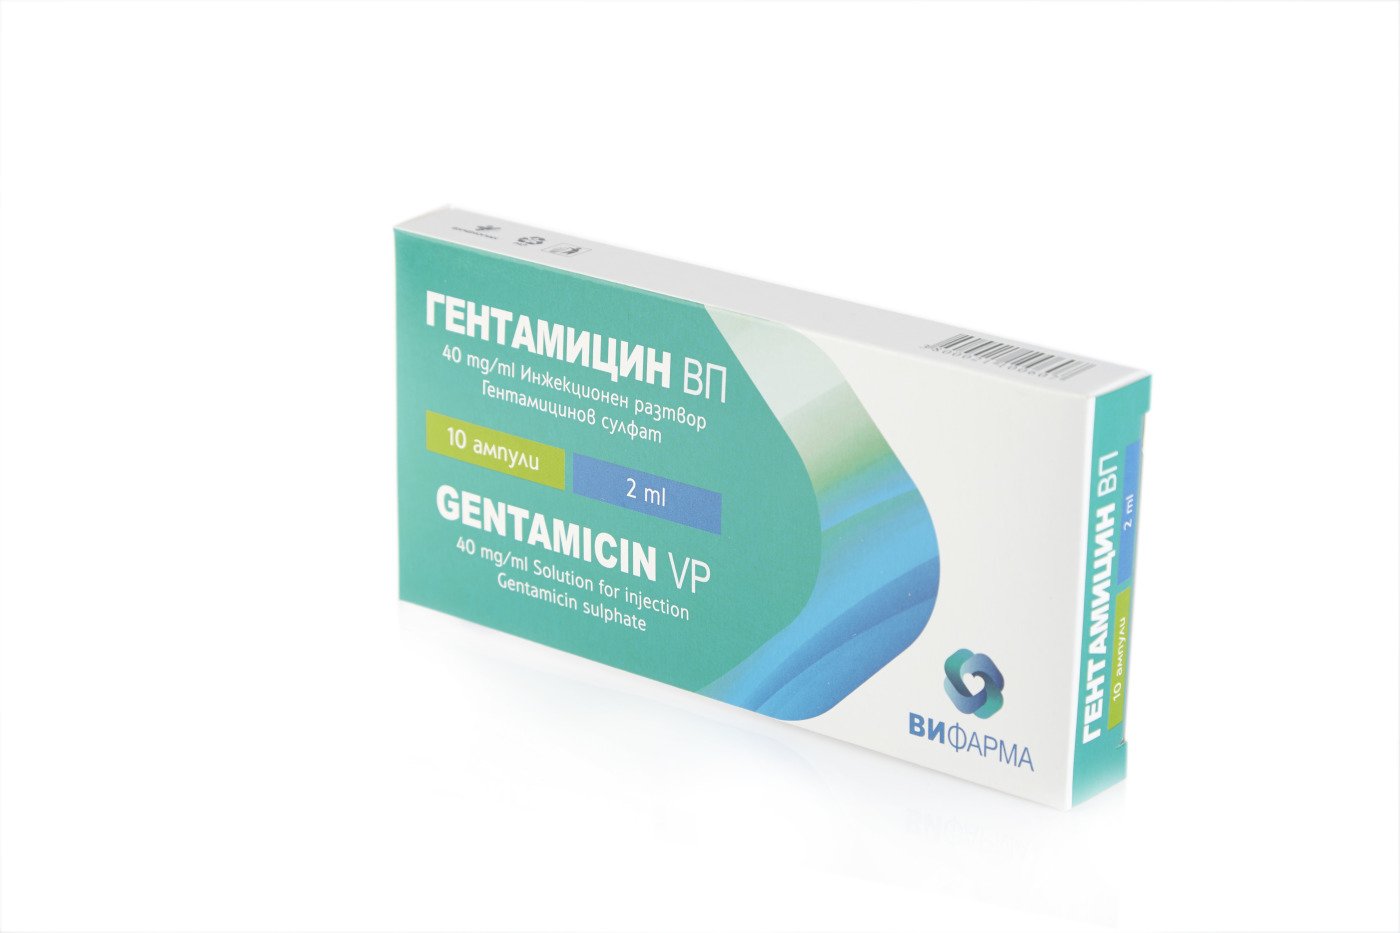 ГЕНТАМИЦИН ВП
40 mg/ml Инжекционен разтвор
Гентамицинов сулфат
10 ампули
2 ml
GENTAMICIN VP
40 mg/ml Solution for injection
Gentamicin sulphate
ВИФАРМА
ГЕНТАМИЦИН ВП
10 ампули
2 ml